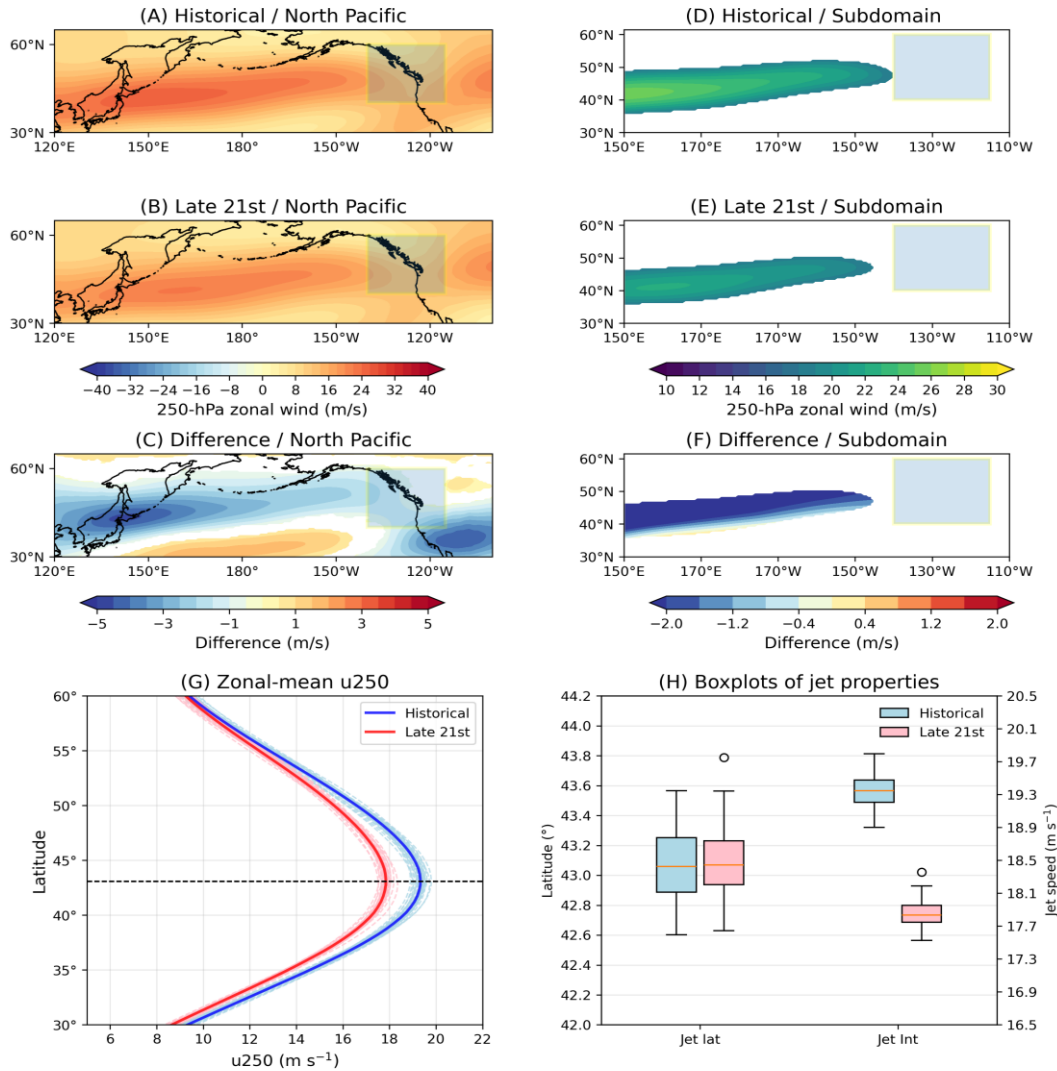 (A) Historical / North Pacific
60°N
30°N
120°E 150°E 180° 150°W 120°W
(D) Historical / Subdomain
60°N
50°N
40°N
30°N
150°E 170°E 170°W 150°W 130°W 110°W
(B) Late 21st / North Pacific
60°N
30°N
120°E 150°E 180° 150°W 120°W
(E) Late 21st / Subdomain
60°N
50°N
40°N
30°N
150°E 170°E 170°W 150°W 130°W 110°W
−40 −32 −24 −16 −8 0 8 16 24 32 40
250-hPa zonal wind (m/s)
10 12 14 16 18 20 22 24 26 28 30
250-hPa zonal wind (m/s)
(C) Difference / North Pacific
60°N
30°N
120°E 150°E 180° 150°W 120°W
(F) Difference / Subdomain
60°N
50°N
40°N
30°N
150°E 170°E 170°W 150°W 130°W 110°W
−5 −3 −1 1 3 5
Difference (m/s)
−2.0 −1.2 −0.4 0.4 1.2 2.0
Difference (m/s)
(G) Zonal-mean u250
60°
55°
50°
45°
40°
35°
30°
Latitude
Historical
Late 21st
6 8 10 12 14 16 18 20 22
u250 (m s⁻¹)
(H) Boxplots of jet properties
44.2
44.0
43.8
43.6
43.4
43.2
43.0
42.8
42.6
42.4
42.2
42.0
Latitude (°)
Historical
Late 21st
20.5
20.1
19.7
19.3
18.9
18.5
18.1
17.7
17.3
16.9
16.5
Jet speed (m s⁻¹)
Jet lat Jet Int